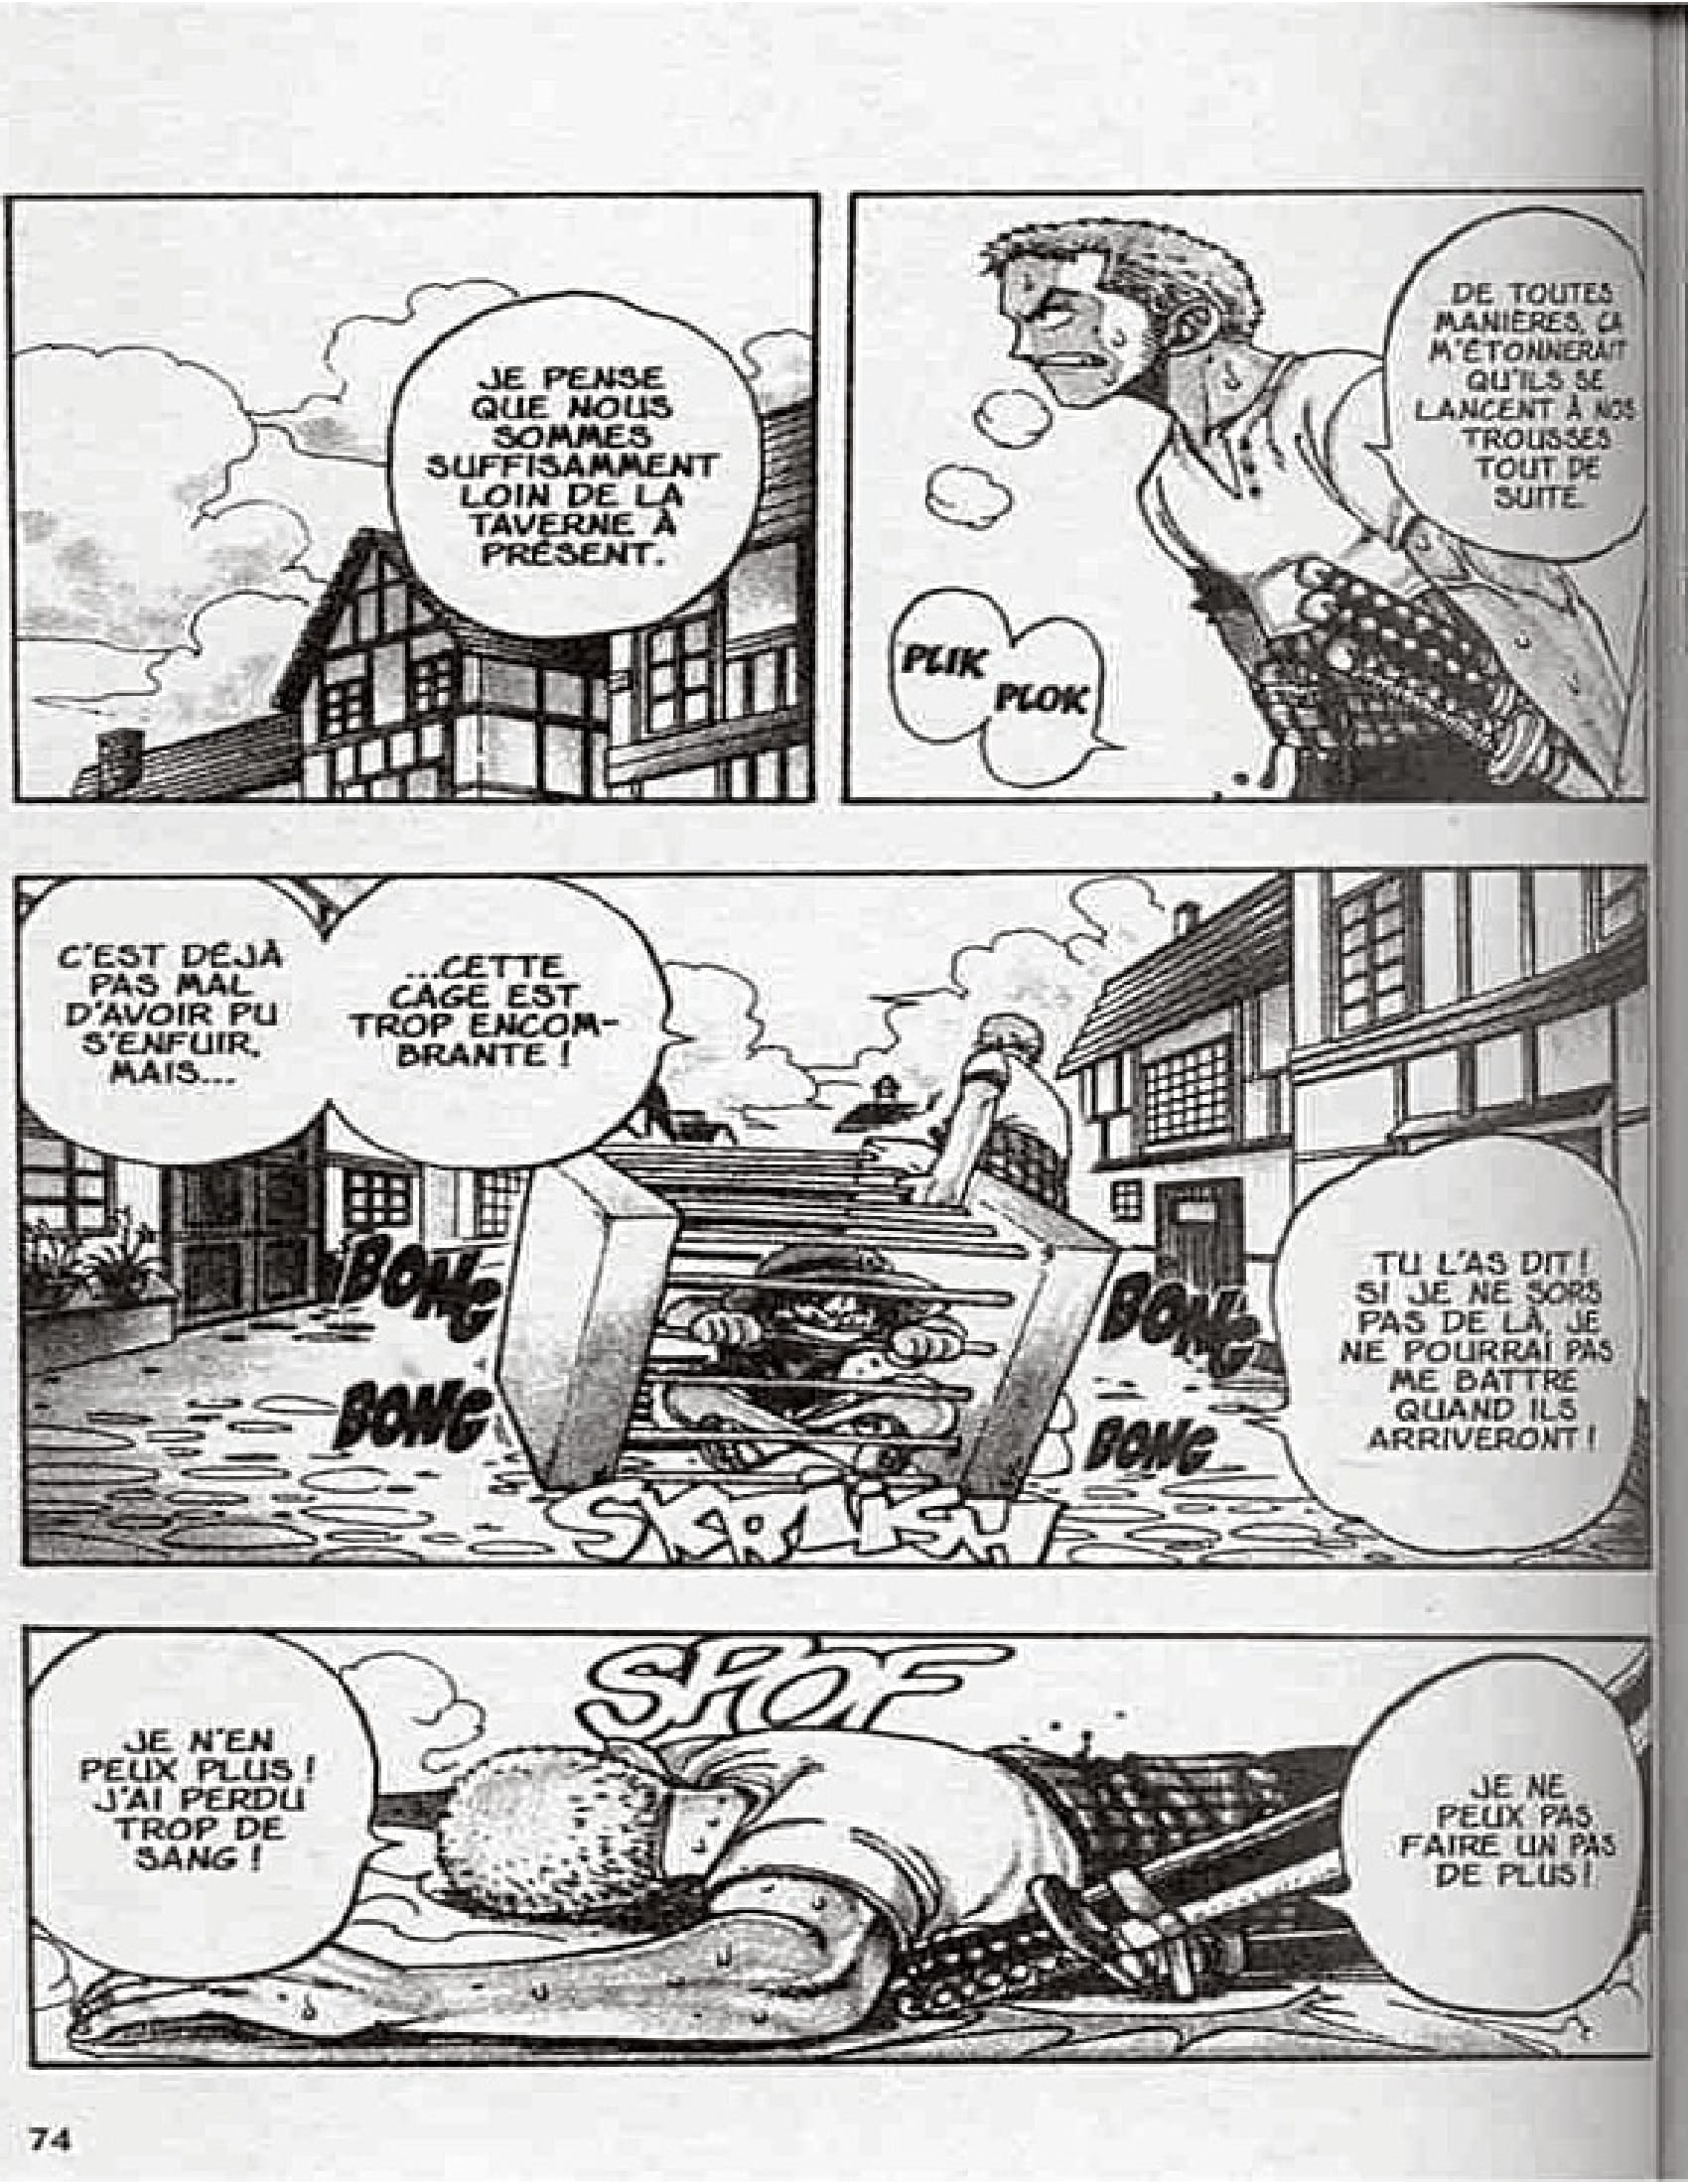 JE PENSE
QUE NOUS
SOMMES
SUFFISAMMENT
LOIN DE LA
TAVERNE À
PRÉSENT.
DE TOUTES
MANIÈRES, ÇA
M'ÉTONNERAIT
QU'ILS SE
LANCENT À NOS
TROUSSES
TOUT DE
SUITE.
PLIK
PLOK
C'EST DÉJÀ
PAS MAL
D'AVOIR PU
S'ENFUIR,
MAIS...
...CETTE
CAGE EST
TROP ENCOM-
BRANTE !
BONG
BONG
BONG
BONG
SKRUISH
TU L'AS DIT !
SI JE NE SORS
PAS DE LÀ, JE
NE POURRAI PAS
ME BATTRE
QUAND ILS
ARRIVERONT !
JE N'EN
PEUX PLUS !
J'AI PERDU
TROP DE
SANG !
SPOF
JE NE
PEUX PAS
FAIRE UN PAS
DE PLUS !
74